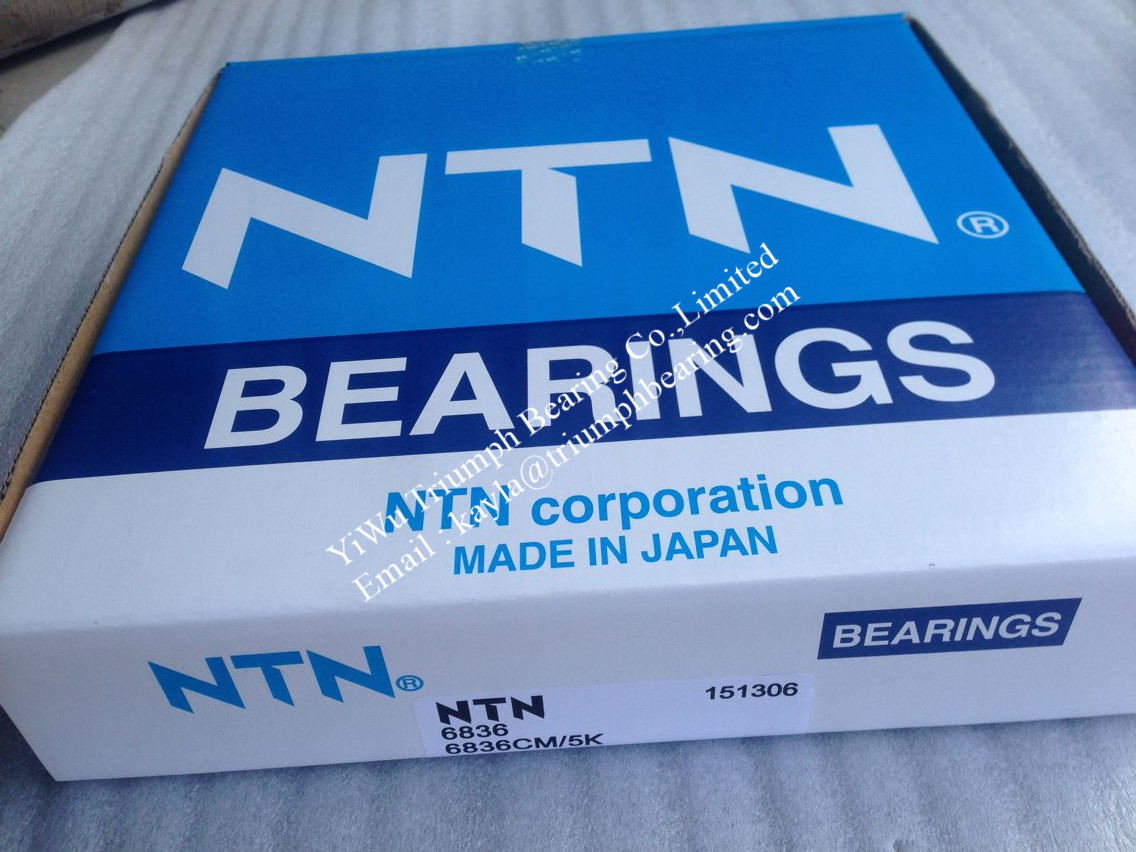 NTN®
BEARINGS
YiWu Triumph Bearing Co.,Limited
Email : kayla@triumphbearing.com
NTN corporation
MADE IN JAPAN
NTN®
BEARINGS
NTN 151306
6836
6836CM/5K